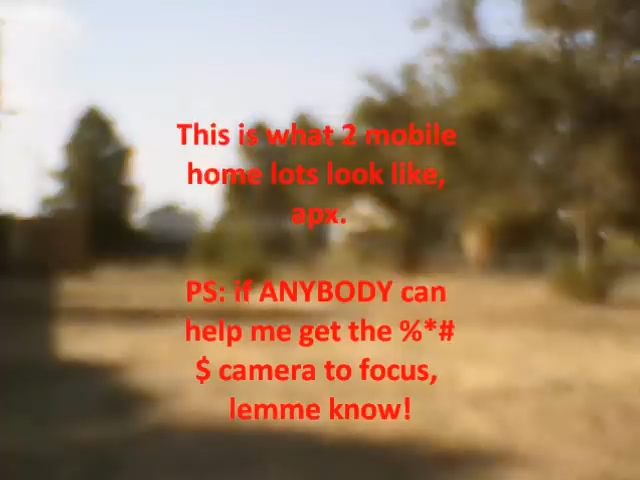 This is what 2 mobile
home lots look like,
apx.
PS: if ANYBODY can
help me get the %*#
$ camera to focus,
lemme know!